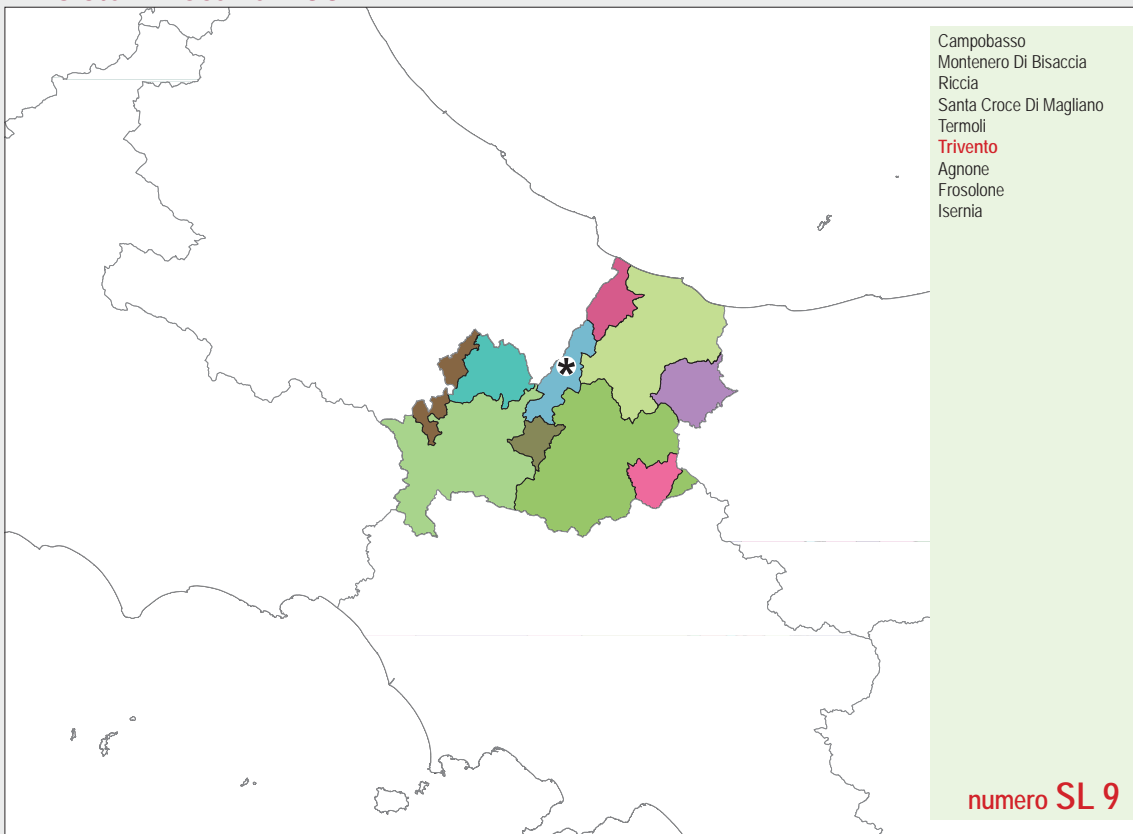 Campobasso
Montenero Di Bisaccia
Riccia
Santa Croce Di Magliano
Termoli
Trivento
Agnone
Frosolone
Isernia
*
numero SL 9